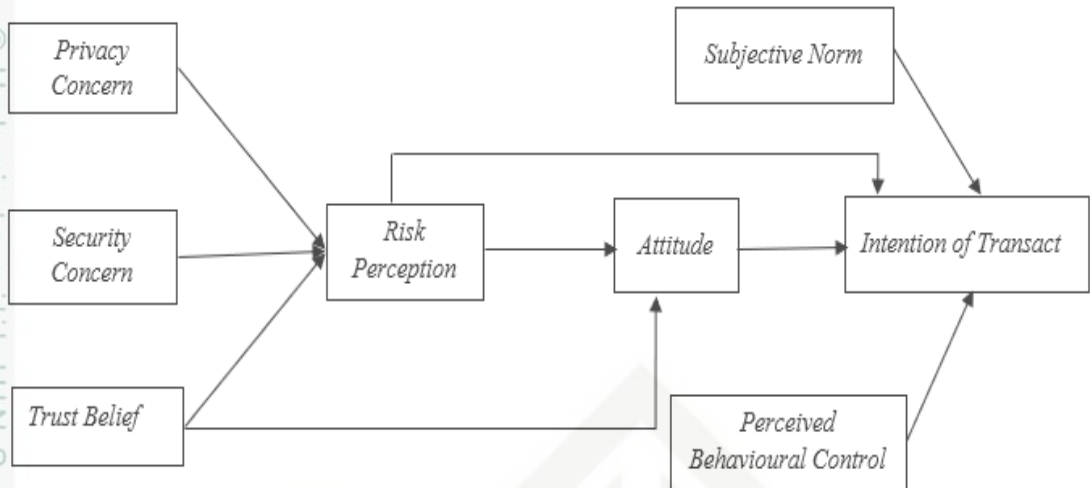 Privacy
Concern
Subjective Norm
Security
Concern
Risk
Perception
Attitude
Intention of Transact
Trust Belief
Perceived
Behavioural Control